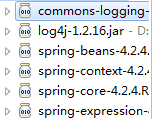 commons-logging-
log4j-1.2.16.jar - D:
spring-beans-4.2.4.
spring-context-4.2.
spring-core-4.2.4.R
spring-expression-